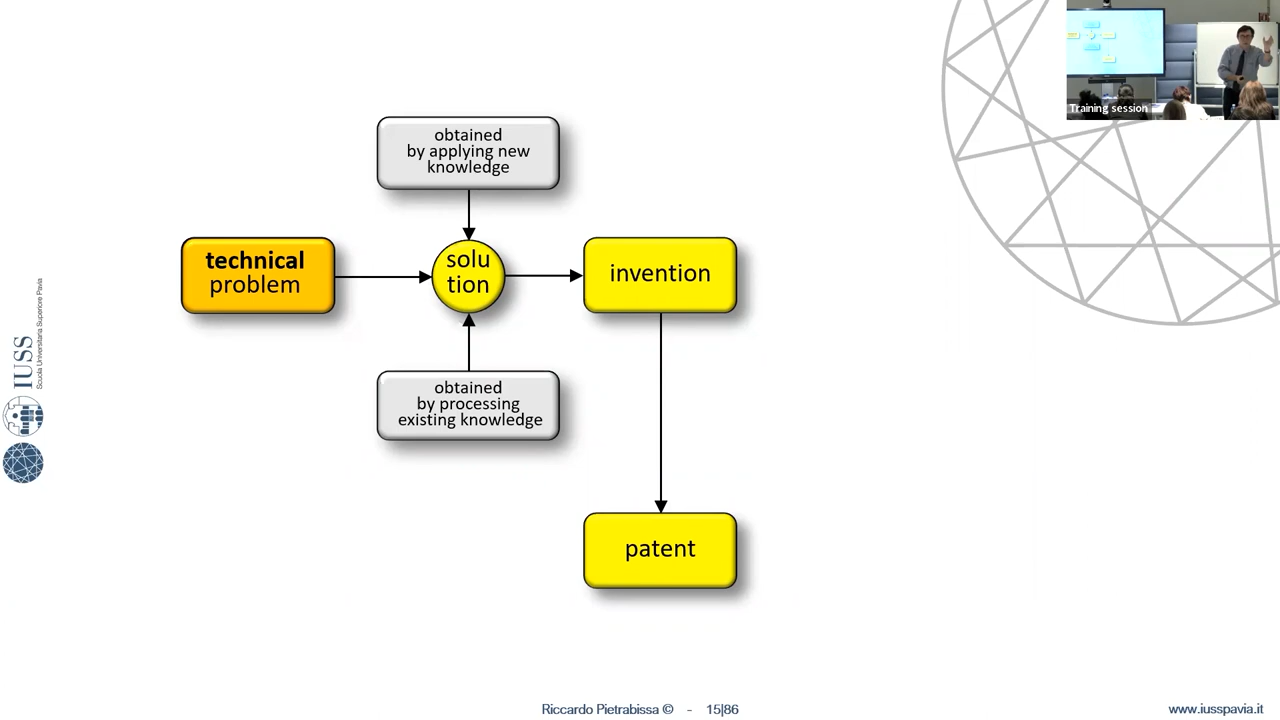 Training session
obtained
by applying new
knowledge
technical
problem
solu
tion
invention
obtained
by processing
existing knowledge
patent
IUSS
Scuola Universitaria Superiore Pavia
Riccardo Pietrabissa © - 15|86
www.iusspavia.it